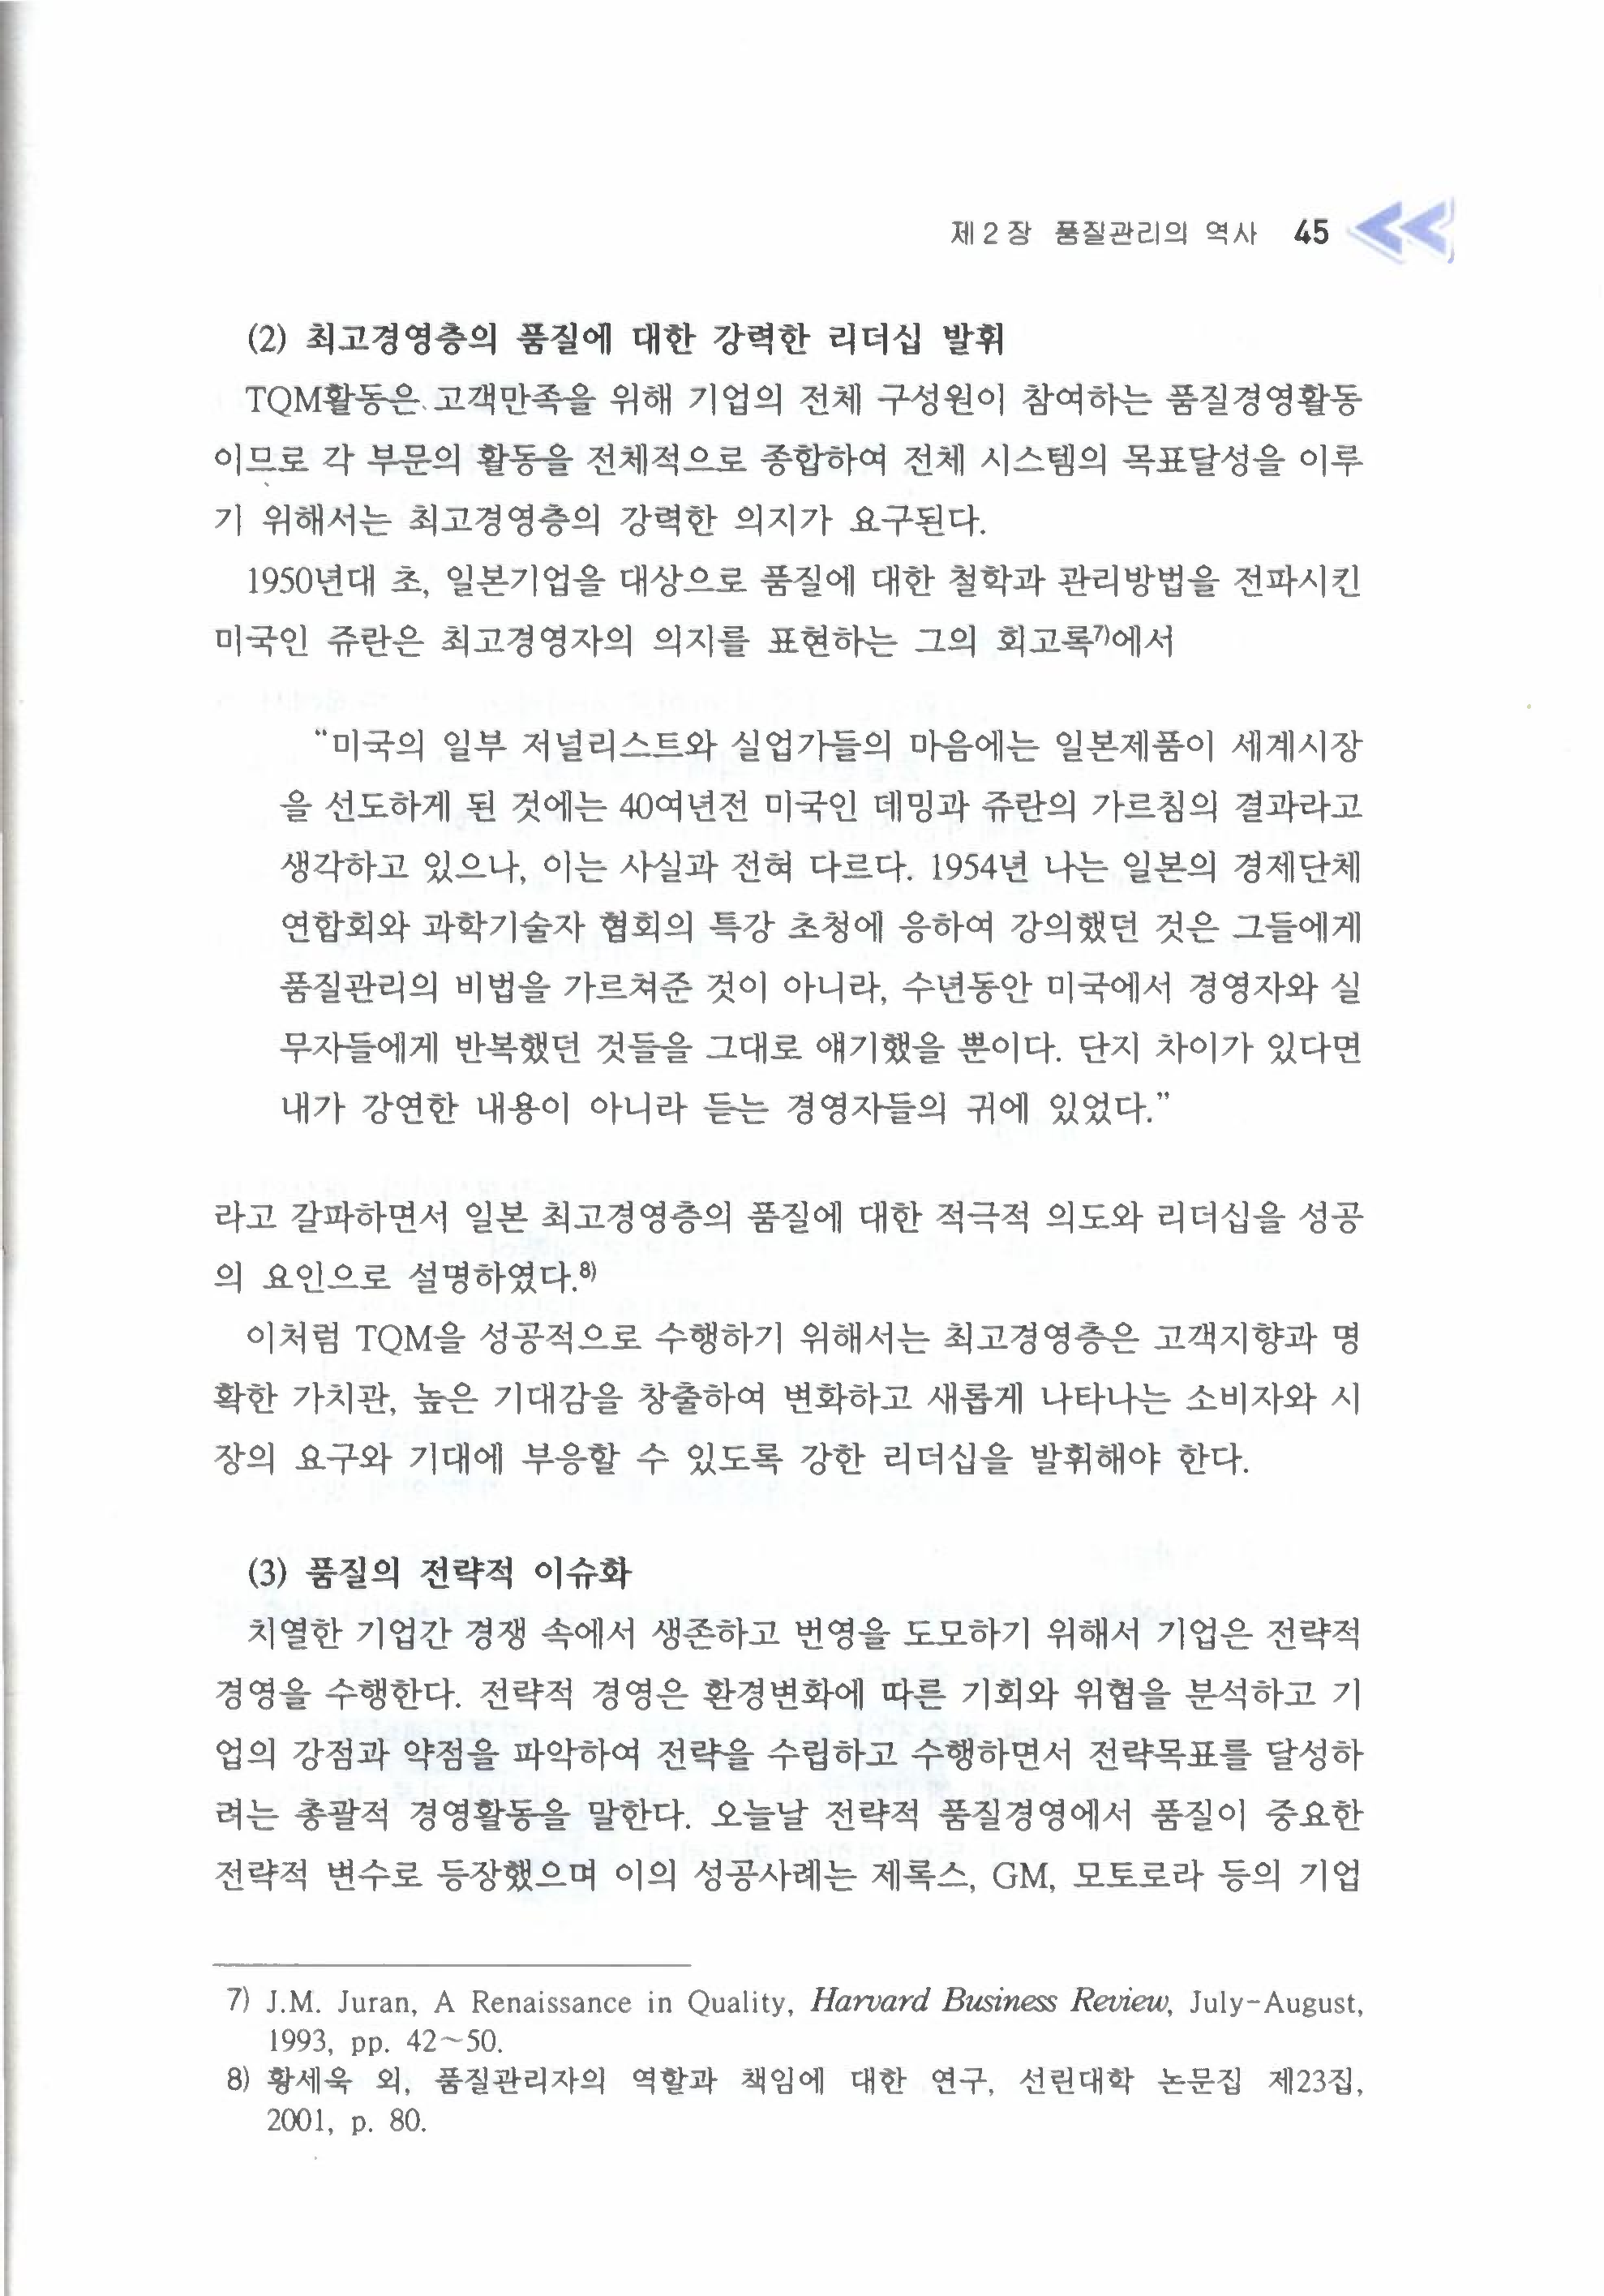 제 2 장 품질관리의 역사 45
(2) 최고경영층의 품질에 대한 강력한 리더십 발휘
TQM활동은 고객만족을 위해 기업의 전체 구성원이 참여하는 품질경영활동
이므로 각 부문의 활동을 전체적으로 종합하여 전체 시스템의 목표달성을 이루
기 위해서는 최고경영층의 강력한 의지가 요구된다.
1950년대 초, 일본기업을 대상으로 품질에 대한 철학과 관리방법을 전파시킨
미국인 쥬란은 최고경영자의 의지를 표현하는 그의 회고록7)에서
“미국의 일부 저널리스트와 실업가들의 마음에는 일본제품이 세계시장
을 선도하게 된 것에는 40여년전 미국인 데밍과 쥬란의 가르침의 결과라고
생각하고 있으나, 이는 사실과 전혀 다르다. 1954년 나는 일본의 경제단체
연합회와 과학기술자 협회의 특강 초청에 응하여 강의했던 것은 그들에게
품질관리의 비법을 가르쳐준 것이 아니라, 수년동안 미국에서 경영자와 실
무자들에게 반복했던 것들을 그대로 얘기했을 뿐이다. 단지 차이가 있다면
내가 강연한 내용이 아니라 듣는 경영자들의 귀에 있었다.”
라고 갈파하면서 일본 최고경영층의 품질에 대한 적극적 의도와 리더십을 성공
의 요인으로 설명하였다.8)
이처럼 TQM을 성공적으로 수행하기 위해서는 최고경영층은 고객지향과 명
확한 가치관, 높은 기대감을 창출하여 변화하고 새롭게 나타나는 소비자와 시
장의 요구와 기대에 부응할 수 있도록 강한 리더십을 발휘해야 한다.
(3) 품질의 전략적 이슈화
치열한 기업간 경쟁 속에서 생존하고 번영을 도모하기 위해서 기업은 전략적
경영을 수행한다. 전략적 경영은 환경변화에 따른 기회와 위협을 분석하고 기
업의 강점과 약점을 파악하여 전략을 수립하고 수행하면서 전략목표를 달성하
려는 총괄적 경영활동을 말한다. 오늘날 전략적 품질경영에서 품질이 중요한
전략적 변수로 등장했으며 이의 성공사례는 제록스, GM, 모토로라 등의 기업
7) J.M. Juran, A Renaissance in Quality, Harvard Business Review, July-August,
1993, pp. 42~50.
8) 황세욱 외, 품질관리자의 역할과 책임에 대한 연구, 선린대학 논문집 제23집,
2001, p. 80.